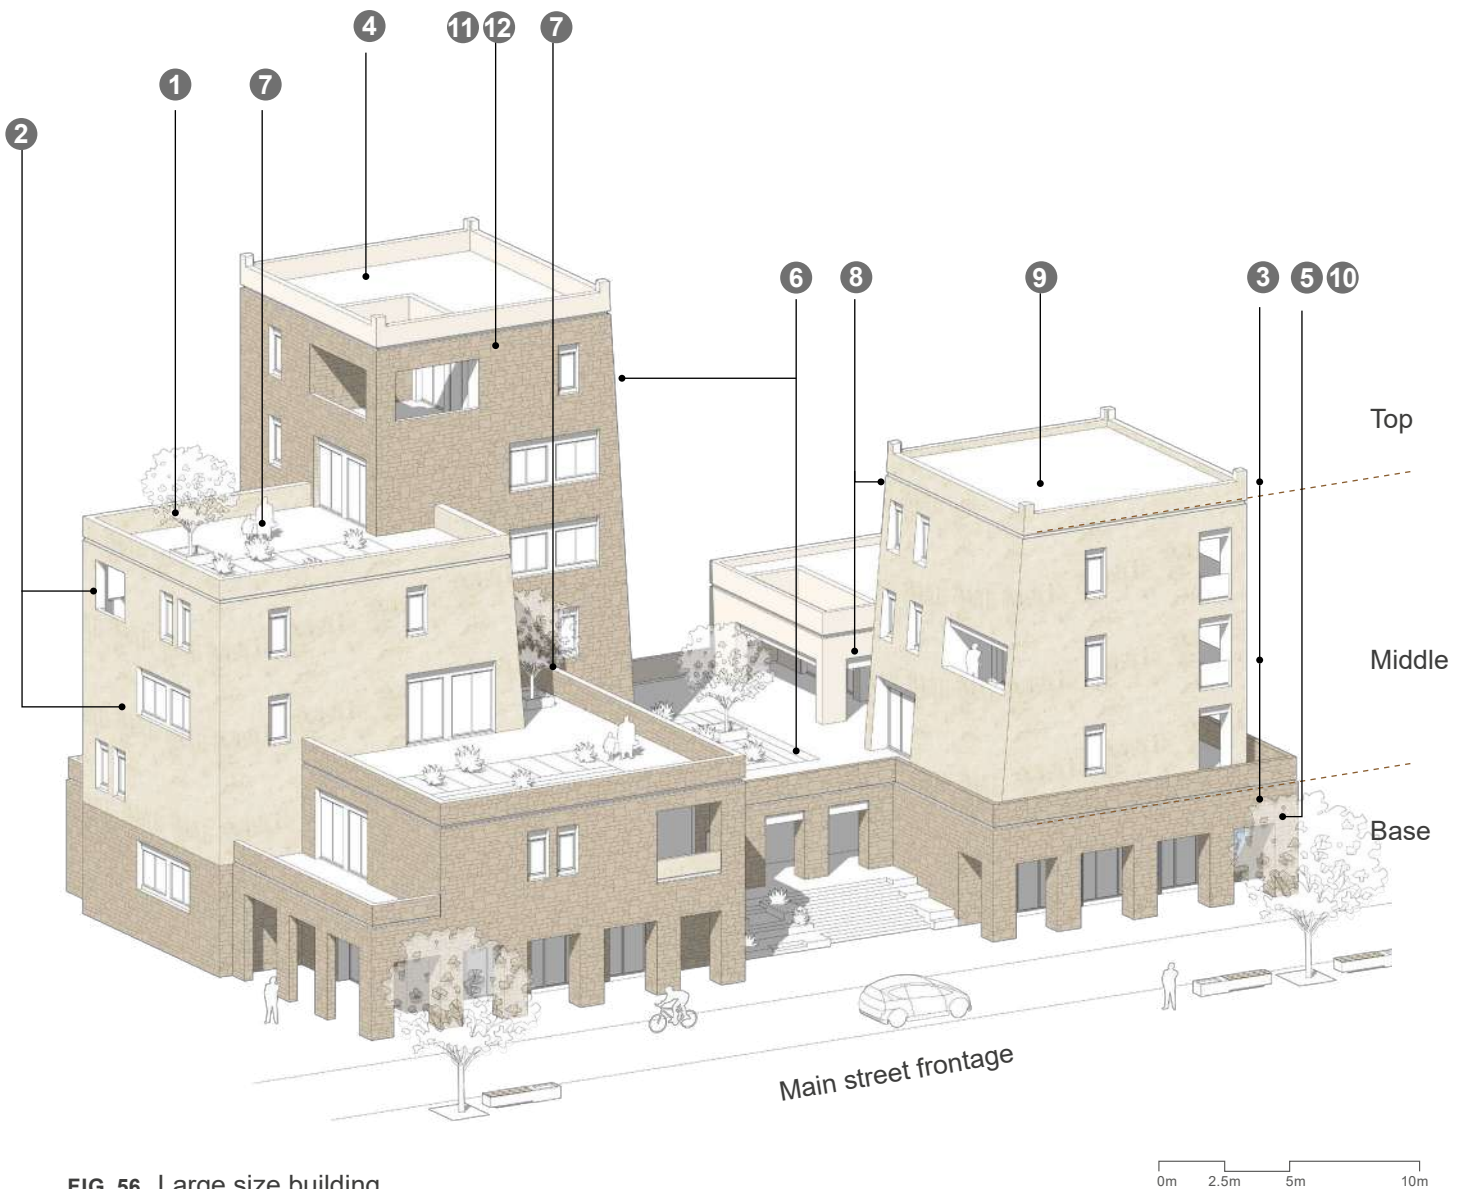 4 11 12 7
1 7
2
6 8 9 3 5 10
Top
Middle
Base
Main street frontage
FIG. 56 Large size building
0m 2.5m 5m 10m